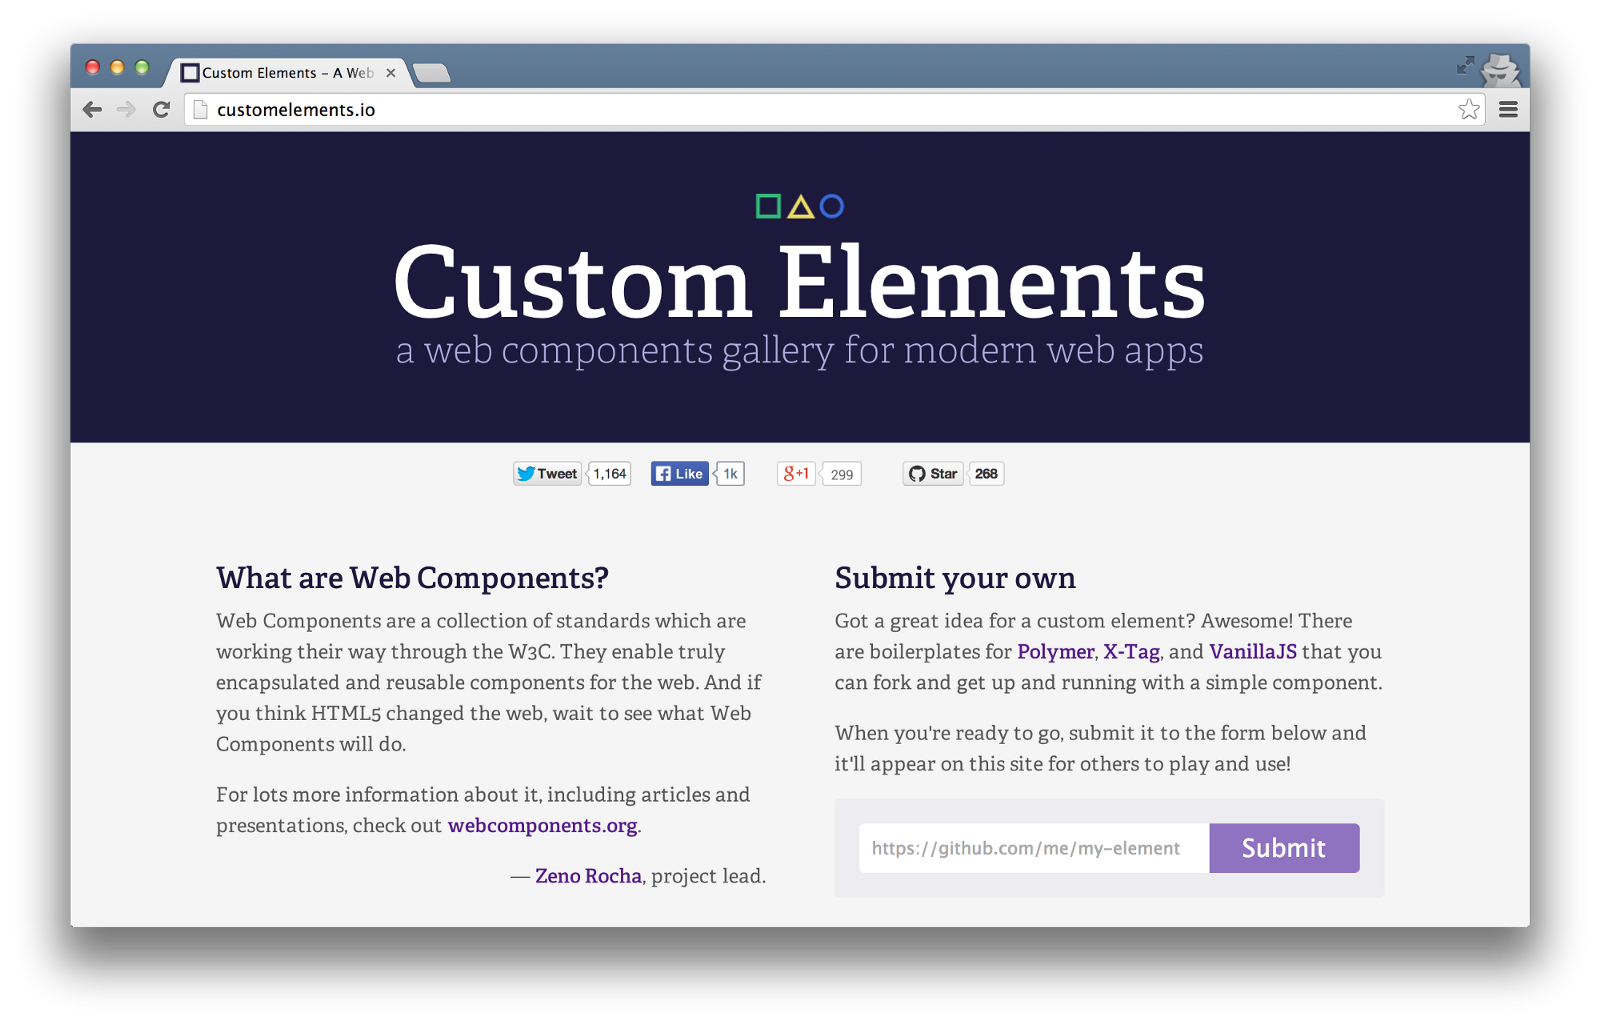 Custom Elements – A Web
customelements.io
Custom Elements
a web components gallery for modern web apps
Tweet 1,164 Like 1k g+1 299 Star 268
What are Web Components?
Web Components are a collection of standards which are
working their way through the W3C. They enable truly
encapsulated and reusable components for the web. And if
you think HTML5 changed the web, wait to see what Web
Components will do.
For lots more information about it, including articles and
presentations, check out webcomponents.org.
— Zeno Rocha, project lead.
Submit your own
Got a great idea for a custom element? Awesome! There
are boilerplates for Polymer, X-Tag, and VanillaJS that you
can fork and get up and running with a simple component.
When you're ready to go, submit it to the form below and
it'll appear on this site for others to play and use!
https://github.com/me/my-element Submit